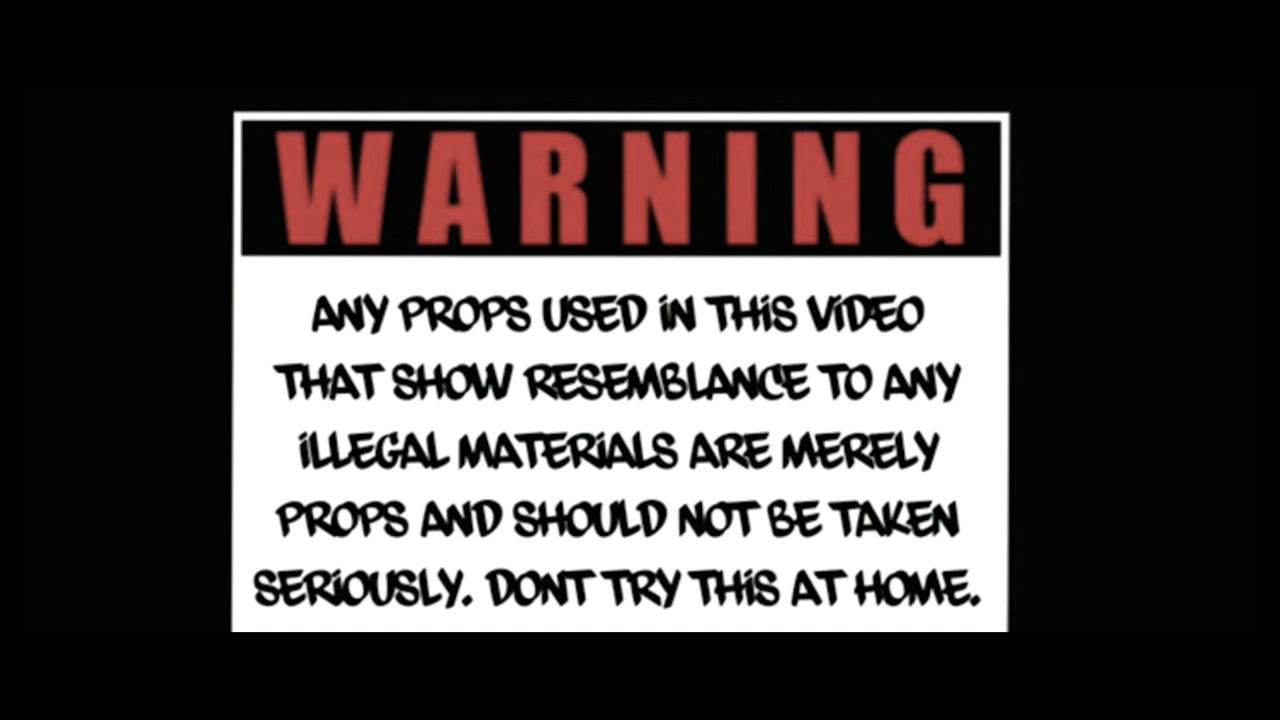 WARNING
ANY PROPS USED iN THiS ViDEO
THAT SHOW RESEMBLANCE TO ANY
iLLEGAL MATERiALS ARE MERELY
PROPS AND SHOULD NOT BE TAKEN
SERiOUSLY. DONT TRY THiS AT HOME.